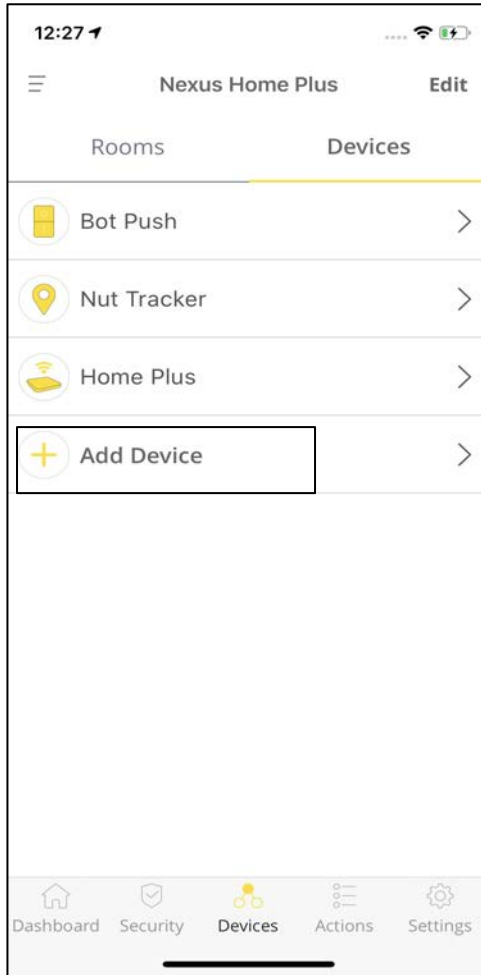 12:27
Nexus Home Plus Edit
Rooms Devices
Bot Push
Nut Tracker
Home Plus
Add Device
Dashboard Security Devices Actions Settings